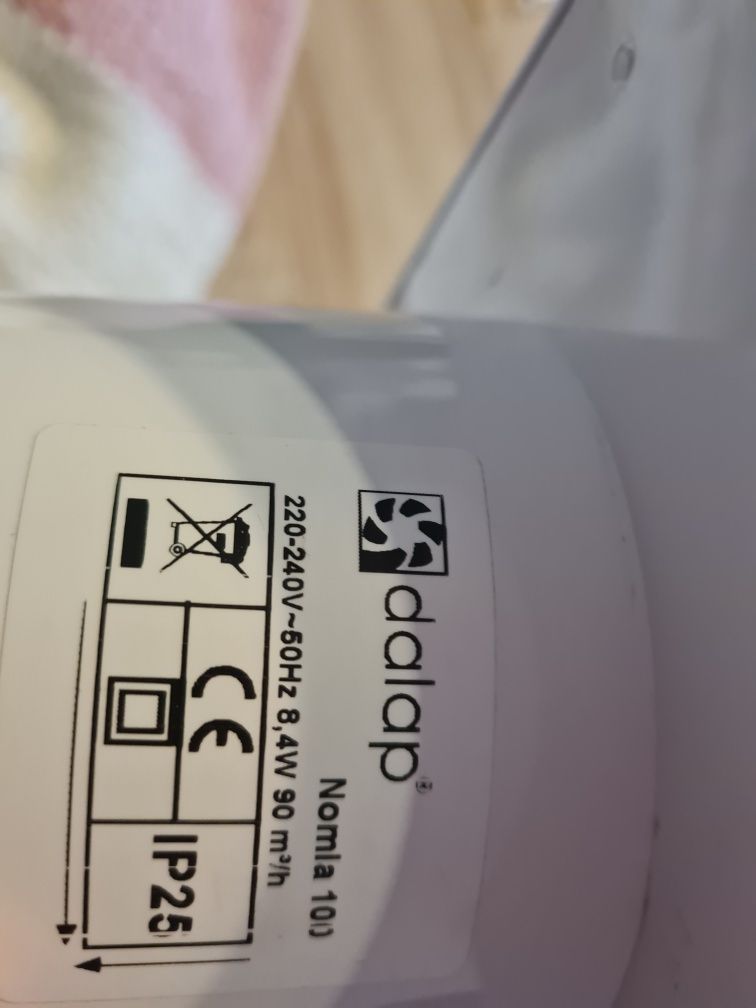 dalap®
Nomla 100
220-240V~50Hz 8,4W 90 m³/h
CE
IP25